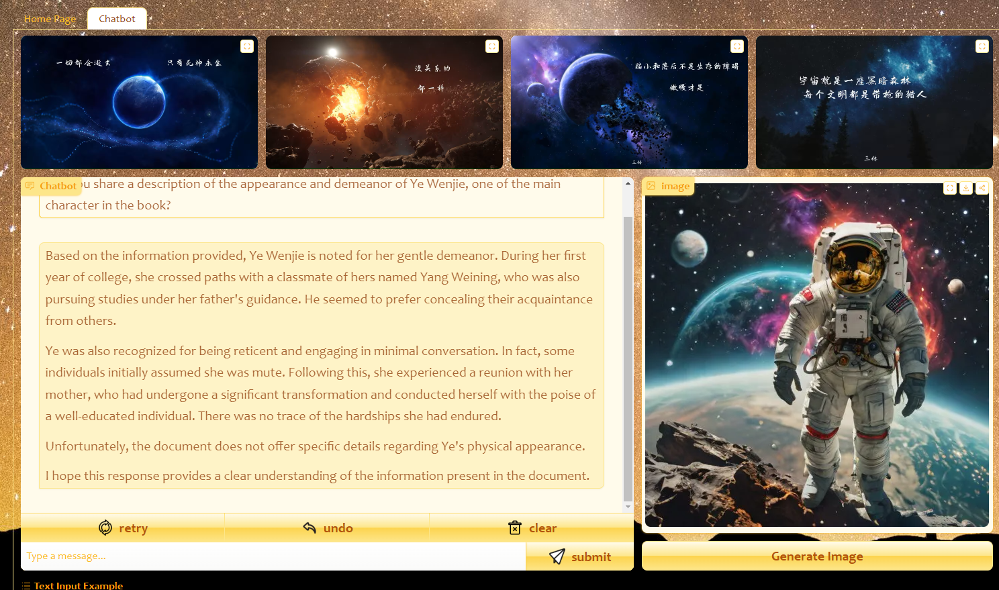 Home Page
Chatbot
一切都会逝去
只有死神永生
没关系的
都一样
弱小和落后不是生存的障碍
傲慢才是
三体
宇宙就是一座黑暗森林
每个文明都是带枪的猎人
三体
Chatbot
you share a description of the appearance and demeanor of Ye Wenjie, one of the main
character in the book?
Based on the information provided, Ye Wenjie is noted for her gentle demeanor. During her first
year of college, she crossed paths with a classmate of hers named Yang Weining, who was also
pursuing studies under her father's guidance. He seemed to prefer concealing their acquaintance
from others.
Ye was also recognized for being reticent and engaging in minimal conversation. In fact, some
individuals initially assumed she was mute. Following this, she experienced a reunion with her
mother, who had undergone a significant transformation and conducted herself with the poise of
a well-educated individual. There was no trace of the hardships she had endured.
Unfortunately, the document does not offer specific details regarding Ye's physical appearance.
I hope this response provides a clear understanding of the information present in the document.
retry
undo
clear
Type a message...
submit
image
Generate Image
Text Input Example